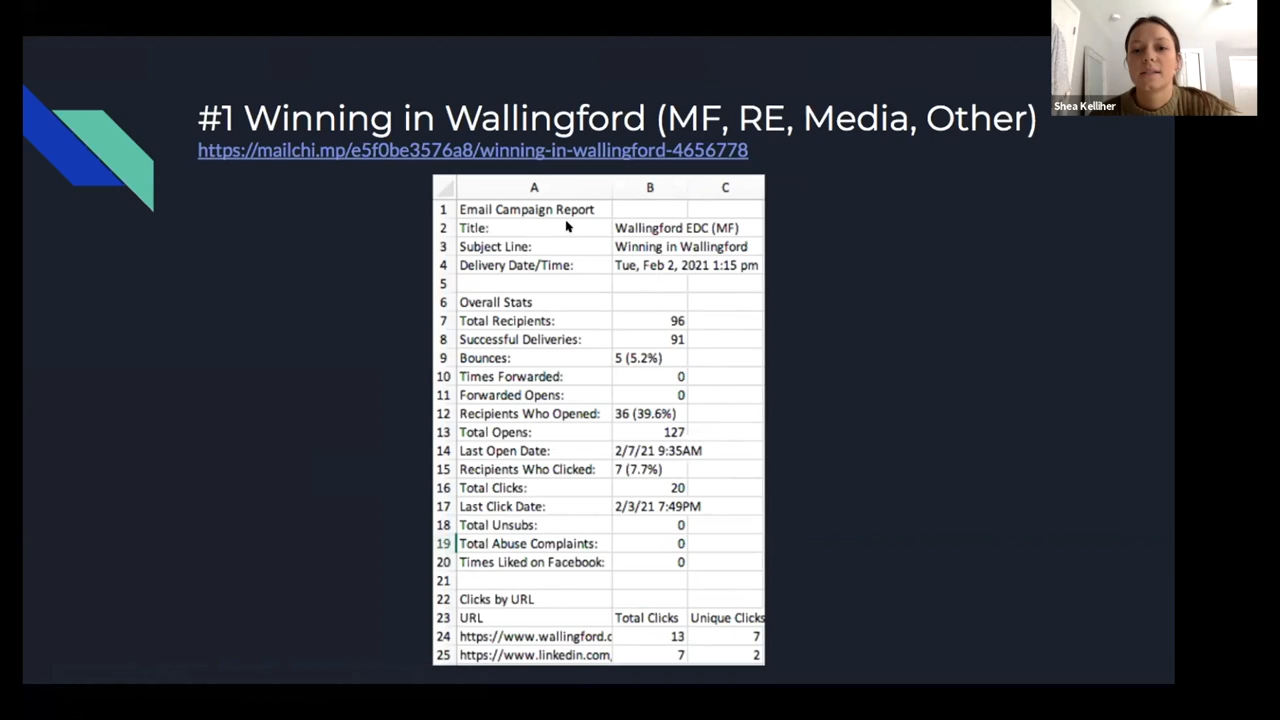 #1 Winning in Wallingford (MF, RE, Media, Other)
https://mailchi.mp/e5f0be3576a8/winning-in-wallingford-4656778
Shea Kelliher
A B C
1 Email Campaign Report
2 Title: Wallingford EDC (MF)
3 Subject Line: Winning in Wallingford
4 Delivery Date/Time: Tue, Feb 2, 2021 1:15 pm
5
6 Overall Stats
7 Total Recipients: 96
8 Successful Deliveries: 91
9 Bounces: 5 (5.2%)
10 Times Forwarded: 0
11 Forwarded Opens: 0
12 Recipients Who Opened: 36 (39.6%)
13 Total Opens: 127
14 Last Open Date: 2/7/21 9:35AM
15 Recipients Who Clicked: 7 (7.7%)
16 Total Clicks: 20
17 Last Click Date: 2/3/21 7:49PM
18 Total Unsubs: 0
19 Total Abuse Complaints: 0
20 Times Liked on Facebook: 0
21
22 Clicks by URL
23 URL Total Clicks Unique Clicks
24 https://www.wallingford.c 13 7
25 https://www.linkedin.com, 7 2